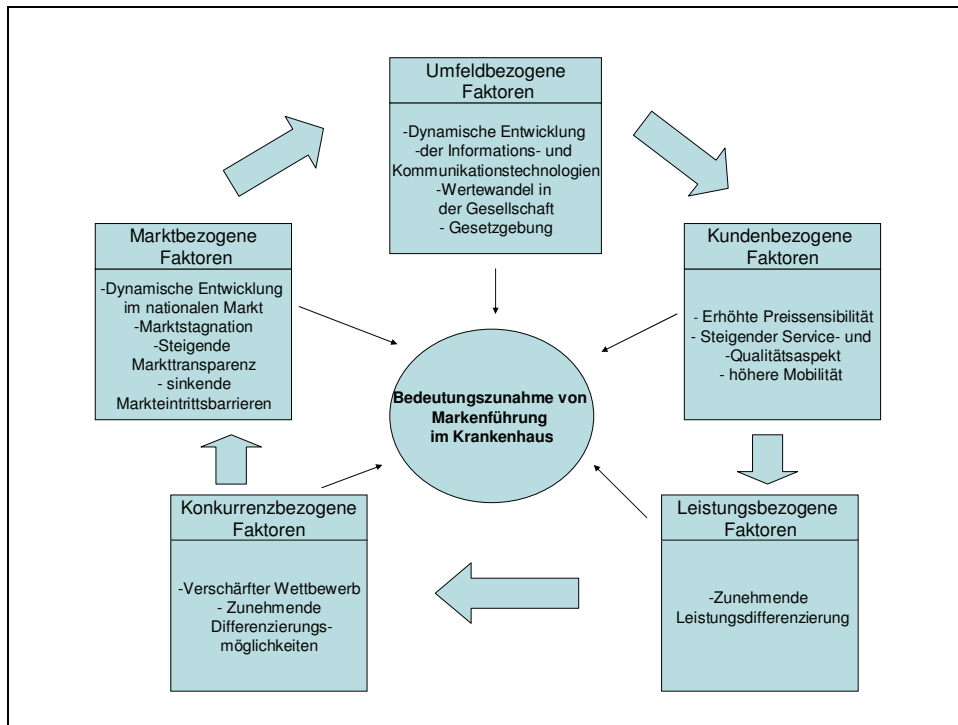 Umfeldbezogene
Faktoren
-Dynamische Entwicklung
-der Informations- und
Kommunikationstechnologien
-Wertewandel in
der Gesellschaft
- Gesetzgebung
Marktbezogene
Faktoren
-Dynamische Entwicklung
im nationalen Markt
-Marktstagnation
-Steigende
Markttransparenz
- sinkende
Markteintrittsbarrieren
Kundenbezogene
Faktoren
- Erhöhte Preissensibilität
- Steigender Service- und
-Qualitätsaspekt
- höhere Mobilität
Bedeutungszunahme von
Markenführung
im Krankenhaus
Konkurrenzbezogene
Faktoren
-Verschärfter Wettbewerb
- Zunehmende
Differenzierungs-
möglichkeiten
Leistungsbezogene
Faktoren
-Zunehmende
Leistungsdifferenzierung